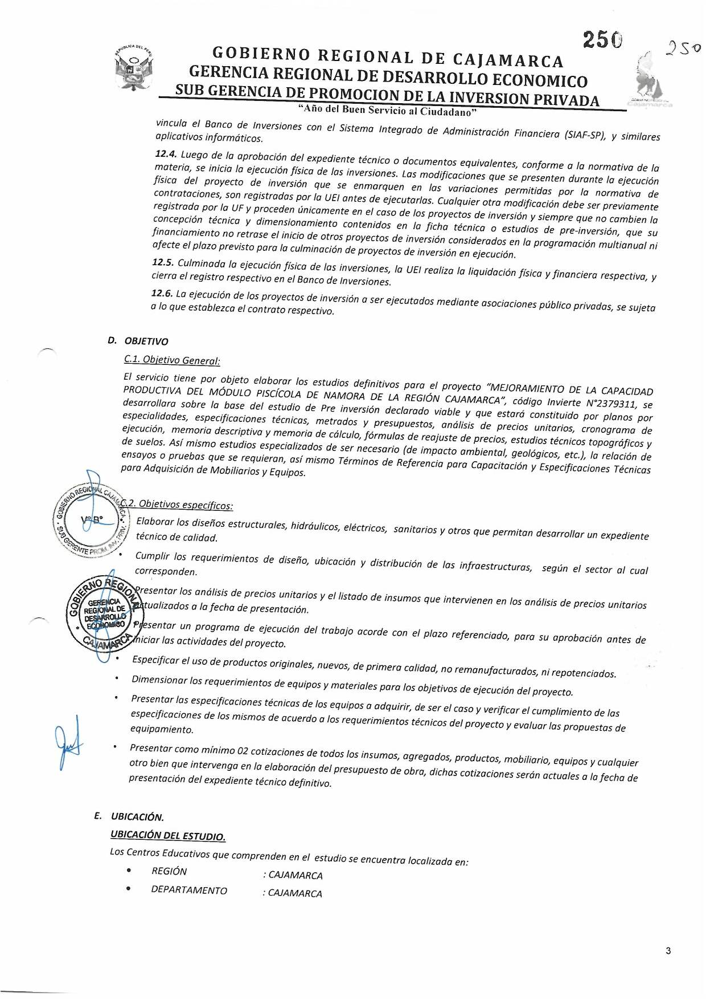 250
250
REPUBLICA DEL PERU
GOBIERNO REGIONAL DE CAJAMARCA
GERENCIA REGIONAL DE DESARROLLO ECONOMICO
SUB GERENCIA DE PROMOCION DE LA INVERSION PRIVADA
Cajamarca
“Año del Buen Servicio al Ciudadano”
vincula el Banco de Inversiones con el Sistema Integrado de Administración Financiera (SIAF-SP), y similares
aplicativos informáticos.
12.4. Luego de la aprobación del expediente técnico o documentos equivalentes, conforme a la normativa de la
materia, se inicia la ejecución física de las inversiones. Las modificaciones que se presenten durante la ejecución
física del proyecto de inversión que se enmarquen en las variaciones permitidas por la normativa de
contrataciones, son registradas por la UEI antes de ejecutarlas. Cualquier otra modificación debe ser previamente
registrada por la UF y proceden únicamente en el caso de los proyectos de inversión y siempre que no cambien la
concepción técnica y dimensionamiento contenidos en la ficha técnica o estudios de pre-inversión, que su
financiamiento no retrase el inicio de otros proyectos de inversión considerados en la programación multianual ni
afecte el plazo previsto para la culminación de proyectos de inversión en ejecución.
12.5. Culminada la ejecución física de las inversiones, la UEI realiza la liquidación física y financiera respectiva, y
cierra el registro respectivo en el Banco de Inversiones.
12.6. La ejecución de los proyectos de inversión a ser ejecutados mediante asociaciones público privadas, se sujeta
a lo que establezca el contrato respectivo.
D. OBJETIVO
C.1. Objetivo General:
El servicio tiene por objeto elaborar los estudios definitivos para el proyecto “MEJORAMIENTO DE LA CAPACIDAD
PRODUCTIVA DEL MÓDULO PISCÍCOLA DE NAMORA DE LA REGIÓN CAJAMARCA”, código Invierte N°2379311, se
desarrollara sobre la base del estudio de Pre inversión declarado viable y que estará constituido por planos por
especialidades, especificaciones técnicas, metrados y presupuestos, análisis de precios unitarios, cronograma de
ejecución, memoria descriptiva y memoria de cálculo, fórmulas de reajuste de precios, estudios técnicos topográficos y
de suelos. Así mismo estudios especializados de ser necesario (de impacto ambiental, geológicos, etc.), la relación de
ensayos o pruebas que se requieran, así mismo Términos de Referencia para Capacitación y Especificaciones Técnicas
para Adquisición de Mobiliarios y Equipos.
GOBIERNO REGIONAL CAJAMARCA
V°B°
SUB GERENTE PROM. INV. PRIV.
C.2. Objetivos específicos:
• Elaborar los diseños estructurales, hidráulicos, eléctricos, sanitarios y otros que permitan desarrollar un expediente
técnico de calidad.
• Cumplir los requerimientos de diseño, ubicación y distribución de las infraestructuras, según el sector al cual
corresponden.
GOBIERNO REGIONAL
GERENCIA
REGIONAL DE
DESARROLLO
ECONOMICO
CAJAMARCA
Presentar los análisis de precios unitarios y el listado de insumos que intervienen en los análisis de precios unitarios
actualizados a la fecha de presentación.
Presentar un programa de ejecución del trabajo acorde con el plazo referenciado, para su aprobación antes de
iniciar las actividades del proyecto.
• Especificar el uso de productos originales, nuevos, de primera calidad, no remanufacturados, ni repotenciados.
• Dimensionar los requerimientos de equipos y materiales para los objetivos de ejecución del proyecto.
• Presentar las especificaciones técnicas de los equipos a adquirir, de ser el caso y verificar el cumplimiento de las
especificaciones de los mismos de acuerdo a los requerimientos técnicos del proyecto y evaluar las propuestas de
equipamiento.
• Presentar como mínimo 02 cotizaciones de todos los insumos, agregados, productos, mobiliario, equipos y cualquier
otro bien que intervenga en la elaboración del presupuesto de obra, dichas cotizaciones serán actuales a la fecha de
presentación del expediente técnico definitivo.
E. UBICACIÓN.
UBICACIÓN DEL ESTUDIO.
Los Centros Educativos que comprenden en el estudio se encuentra localizada en:
• REGIÓN : CAJAMARCA
• DEPARTAMENTO : CAJAMARCA
3